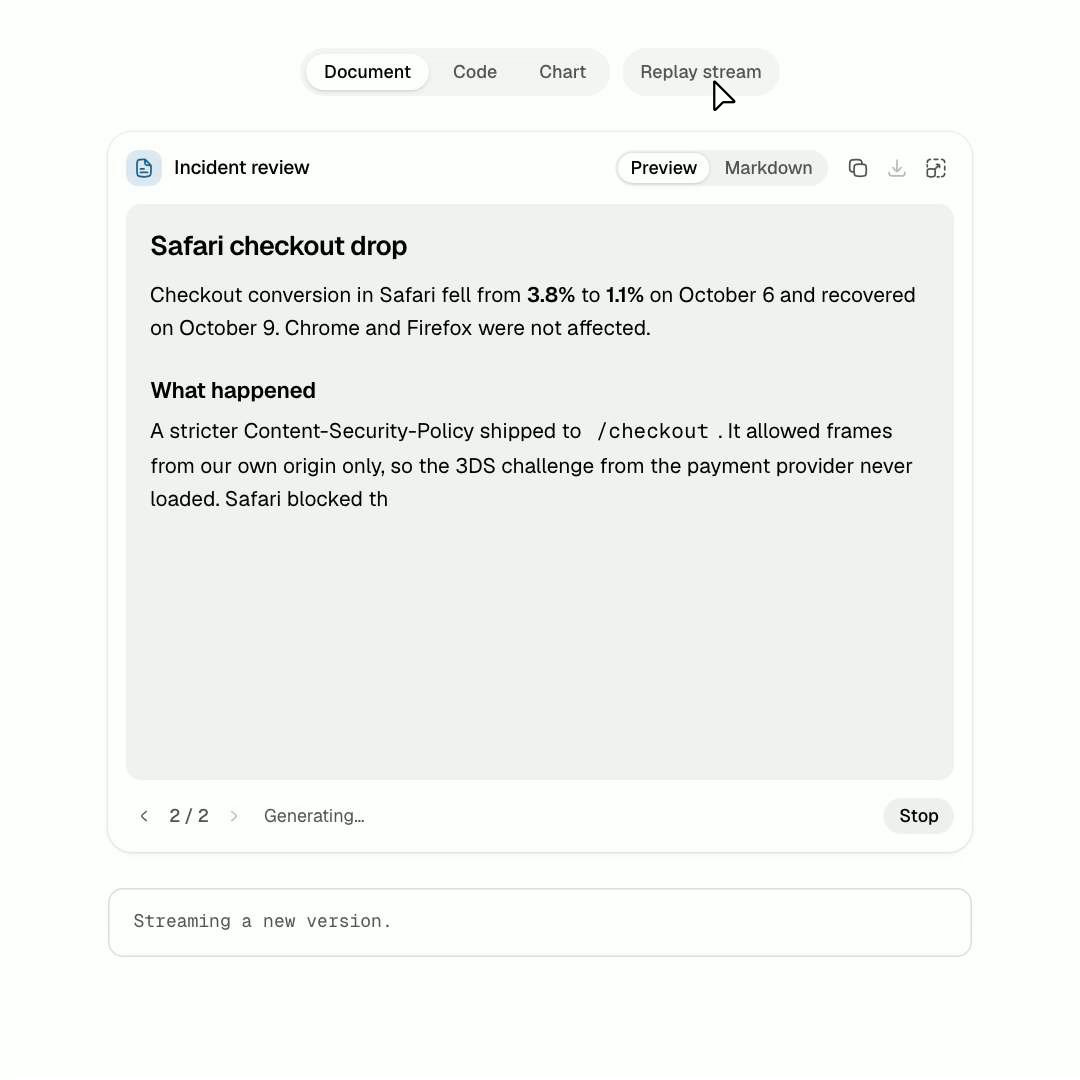 Document Code Chart Replay stream
Incident review Preview Markdown
Safari checkout drop
Checkout conversion in Safari fell from 3.8% to 1.1% on October 6 and recovered
on October 9. Chrome and Firefox were not affected.
What happened
A stricter Content-Security-Policy shipped to /checkout . It allowed frames
from our own origin only, so the 3DS challenge from the payment provider never
loaded. Safari blocked th
2 / 2 Generating… Stop
Streaming a new version.